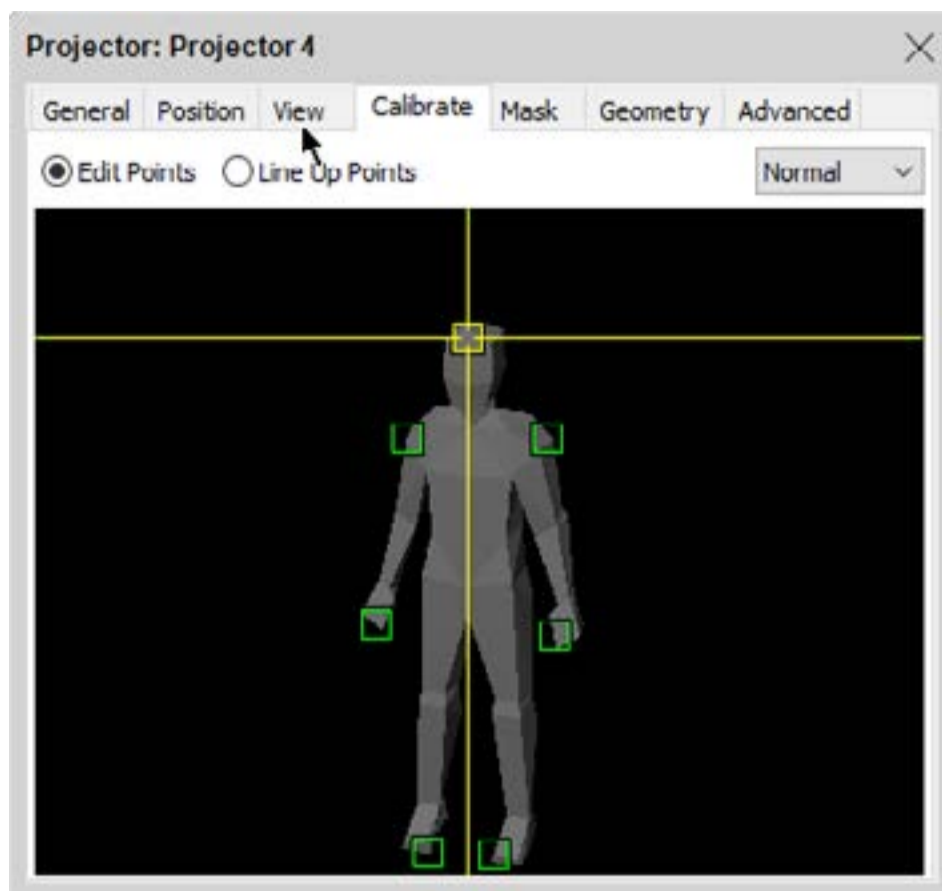 Projector: Projector 4
General Position View Calibrate Mask Geometry Advanced
Edit Points Line Up Points Normal